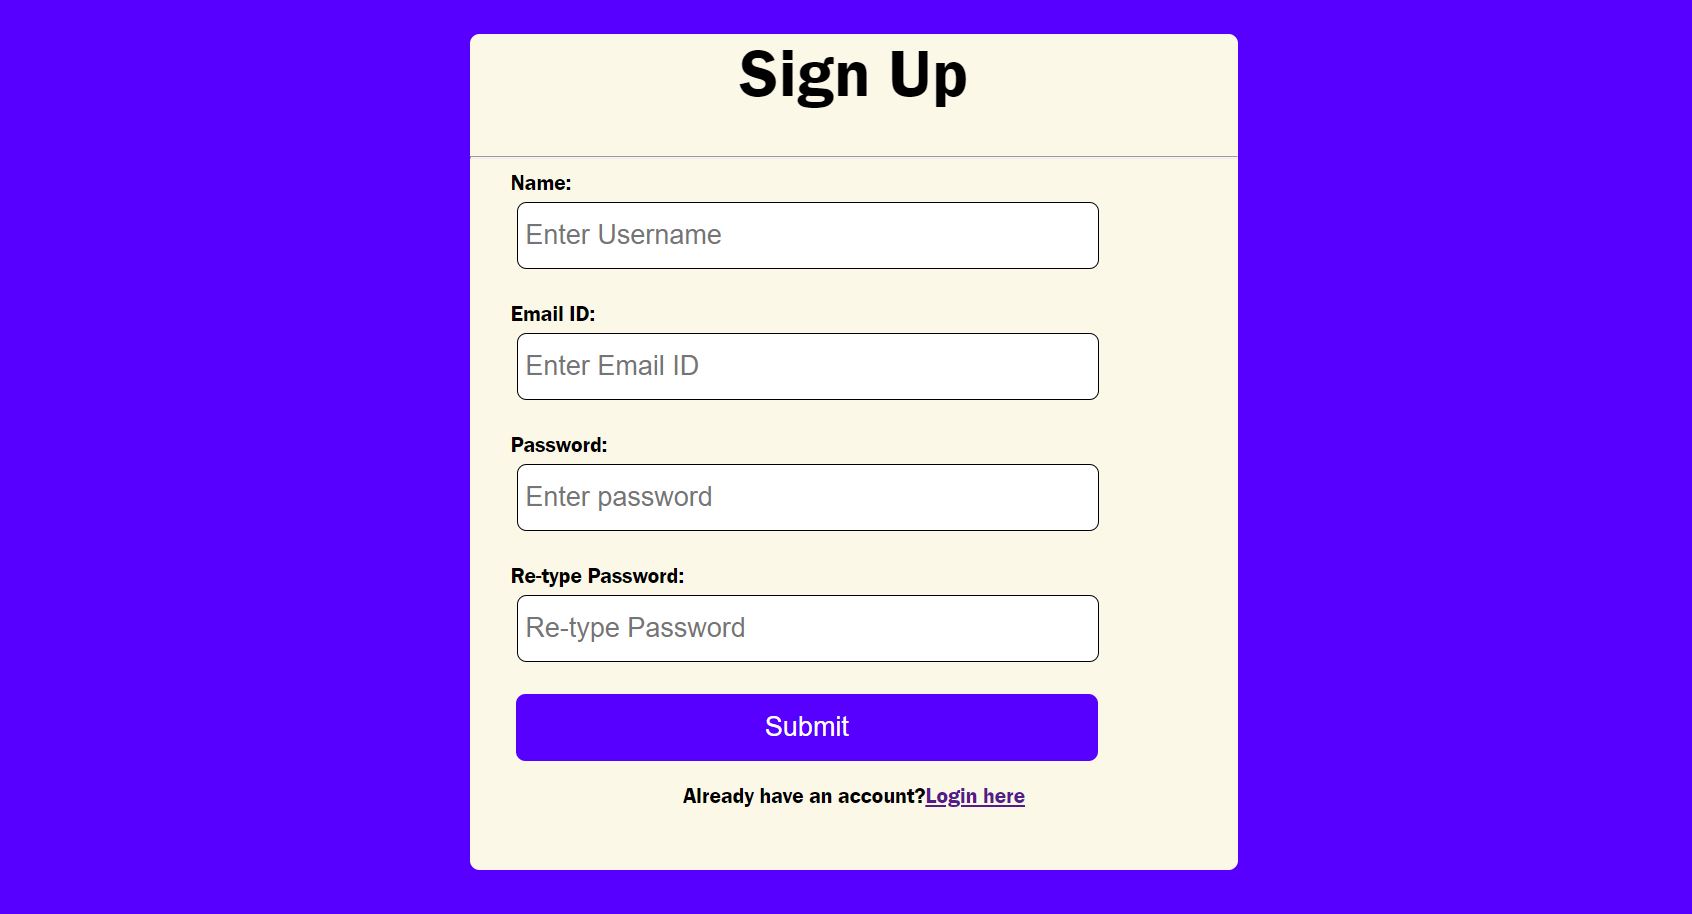 Sign Up
Name:
Enter Username
Email ID:
Enter Email ID
Password:
Enter password
Re-type Password:
Re-type Password
Submit
Already have an account?Login here